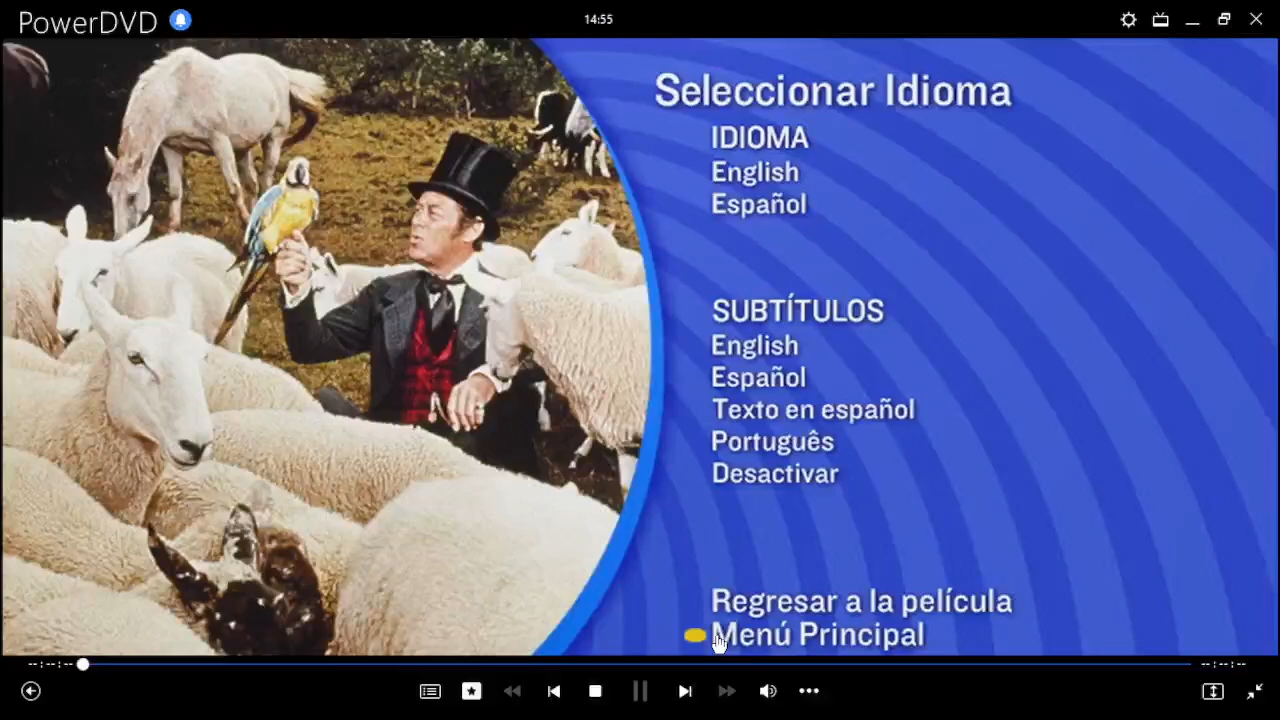 PowerDVD
14:55
Seleccionar Idioma
IDIOMA
English
Español
SUBTÍTULOS
English
Español
Texto en español
Português
Desactivar
Regresar a la película
Menú Principal
--:--:--
--:--:--